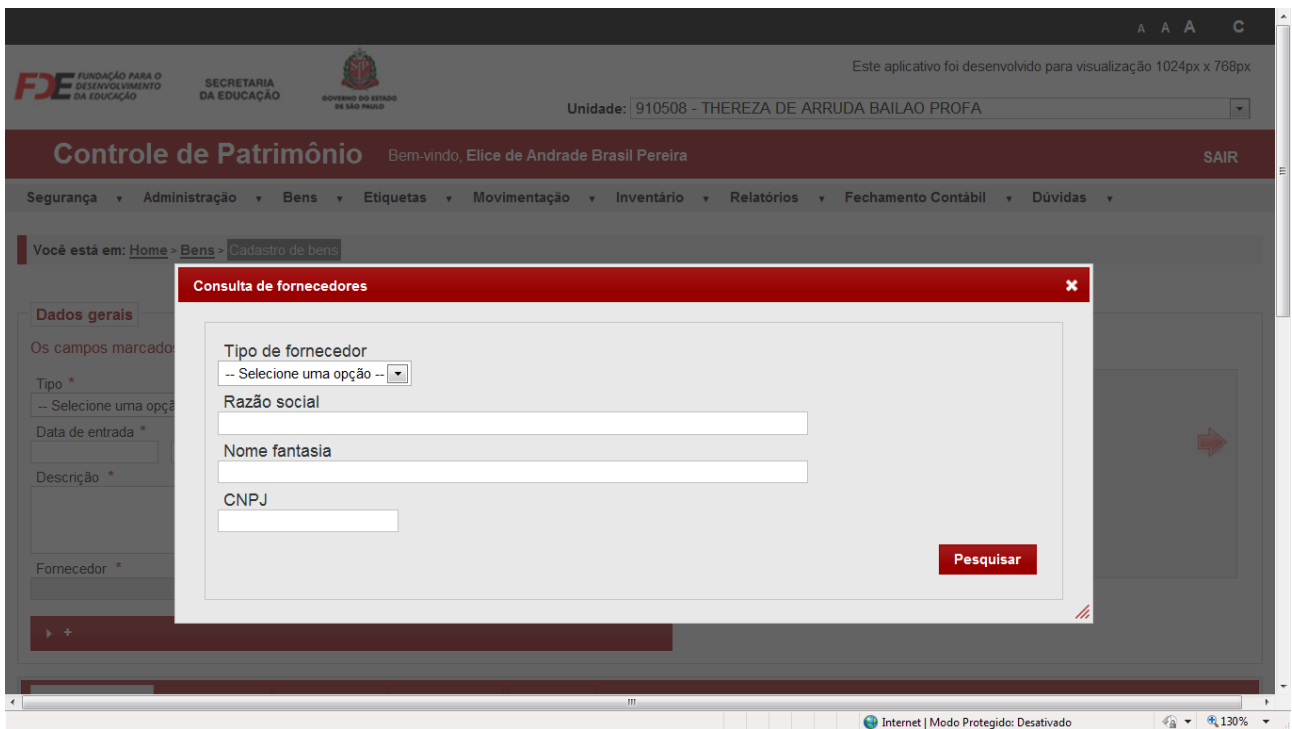 A A A C
FDE FUNDAÇÃO PARA O
DESENVOLVIMENTO
DA EDUCAÇÃO
SECRETARIA
DA EDUCAÇÃO
SP
GOVERNO DO ESTADO
DE SÃO PAULO
Este aplicativo foi desenvolvido para visualização 1024px x 768px
Unidade: 910508 - THEREZA DE ARRUDA BAILAO PROFA
Controle de Patrimônio Bem-vindo, Elice de Andrade Brasil Pereira SAIR
Segurança Administração Bens Etiquetas Movimentação Inventário Relatórios Fechamento Contábil Dúvidas
Você está em: Home > Bens > Cadastro de bens
Consulta de fornecedores
Dados gerais
Os campos marcados
Tipo *
-- Selecione uma opçã
Data de entrada *
Descrição *
Fornecedor *
+
Tipo de fornecedor
-- Selecione uma opção --
Razão social
Nome fantasia
CNPJ
Pesquisar
Internet | Modo Protegido: Desativado 130%